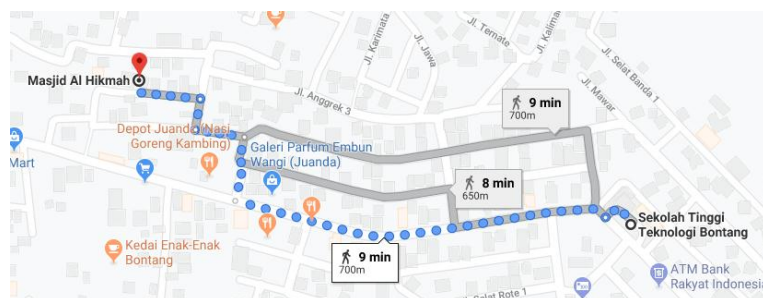 Jl. Karimata
Jl. Jawa
Jl. Ternate
Jl. Kalima
Jl. Selat Banda 1
Masjid Al Hikmah
Jl. Anggrek 3
Jl. Mawar
9 min
700m
Depot Juanda (Nasi
Goreng Kambing)
Galeri Parfum Embun
Wangi (Juanda)
Mart
8 min
650m
Sekolah Tinggi
Teknologi Bontang
Kedai Enak-Enak
Bontang
9 min
700m
ATM Bank
Rakyat Indonesia
Selat Rote 1